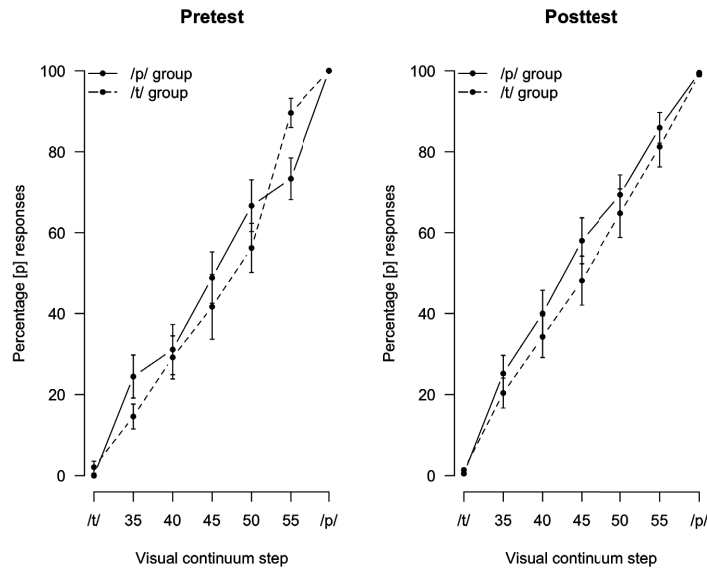 Pretest
Posttest
/p/ group
/t/ group
100
80
60
40
20
0
Percentage [p] responses
/t/ 35 40 45 50 55 /p/
Visual continuum step
/p/ group
/t/ group
100
80
60
40
20
0
Percentage [p] responses
/t/ 35 40 45 50 55 /p/
Visual continuum step